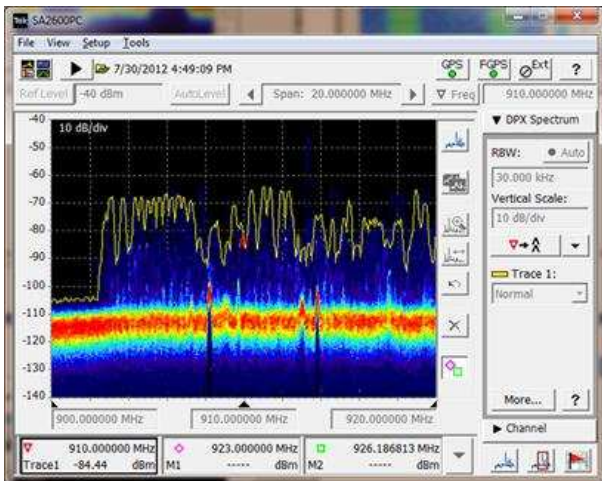 Tek SA2600PC
File View Setup Tools
7/30/2012 4:49:09 PM GPS FGPS Ext ?
Ref Level -40 dBm AutoLevel Span: 20.000000 MHz Freq 910.000000 MHz
-40
10 dB/div
-50
-60
-70
-80
-90
-100
-110
-120
-130
-140
900.000000 MHz 910.000000 MHz 920.000000 MHz
DPX Spectrum
RBW: Auto
30.000 kHz
Vertical Scale:
10 dB/div
Trace 1:
Normal
More... ?
Channel
910.000000 MHz
Trace1 -84.44 dBm
923.000000 MHz
M1 ----- dBm
926.186813 MHz
M2 ----- dBm